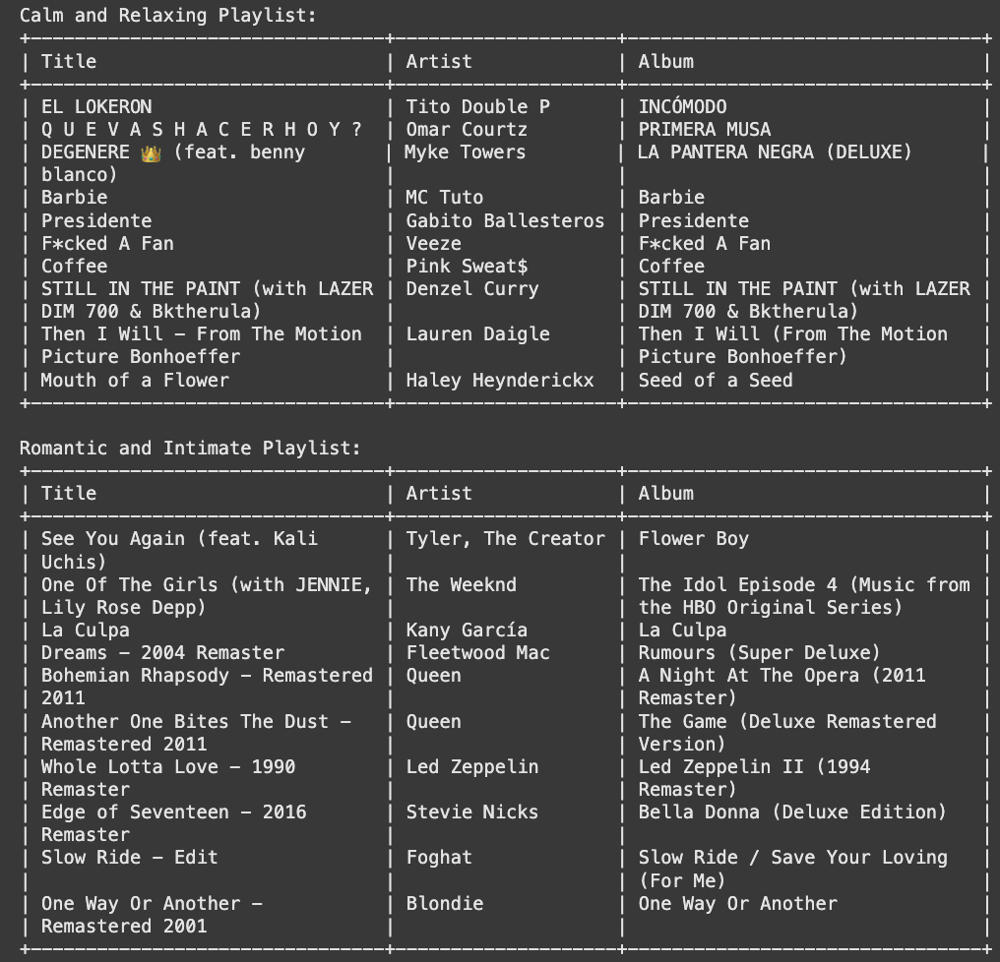 Calm and Relaxing Playlist:
| Title | Artist | Album |
| EL LOKERON | Tito Double P | INCÓMODO |
| Q U E V A S H A C E R H O Y ? | Omar Courtz | PRIMERA MUSA |
| DEGENERE 👑 (feat. benny | Myke Towers | LA PANTERA NEGRA (DELUXE) |
| blanco) | | |
| Barbie | MC Tuto | Barbie |
| Presidente | Gabito Ballesteros | Presidente |
| F*cked A Fan | Veeze | F*cked A Fan |
| Coffee | Pink Sweat$ | Coffee |
| STILL IN THE PAINT (with LAZER | Denzel Curry | STILL IN THE PAINT (with LAZER |
| DIM 700 & Bktherula) | | DIM 700 & Bktherula) |
| Then I Will – From The Motion | Lauren Daigle | Then I Will (From The Motion |
| Picture Bonhoeffer | | Picture Bonhoeffer) |
| Mouth of a Flower | Haley Heynderickx | Seed of a Seed |
Romantic and Intimate Playlist:
| Title | Artist | Album |
| See You Again (feat. Kali | Tyler, The Creator | Flower Boy |
| Uchis) | | |
| One Of The Girls (with JENNIE, | The Weeknd | The Idol Episode 4 (Music from |
| Lily Rose Depp) | | the HBO Original Series) |
| La Culpa | Kany García | La Culpa |
| Dreams – 2004 Remaster | Fleetwood Mac | Rumours (Super Deluxe) |
| Bohemian Rhapsody – Remastered | Queen | A Night At The Opera (2011 |
| 2011 | | Remaster) |
| Another One Bites The Dust – | Queen | The Game (Deluxe Remastered |
| Remastered 2011 | | Version) |
| Whole Lotta Love – 1990 | Led Zeppelin | Led Zeppelin II (1994 |
| Remaster | | Remaster) |
| Edge of Seventeen – 2016 | Stevie Nicks | Bella Donna (Deluxe Edition) |
| Remaster | | |
| Slow Ride – Edit | Foghat | Slow Ride / Save Your Loving |
| | | (For Me) |
| One Way Or Another – | Blondie | One Way Or Another |
| Remastered 2001 | | |